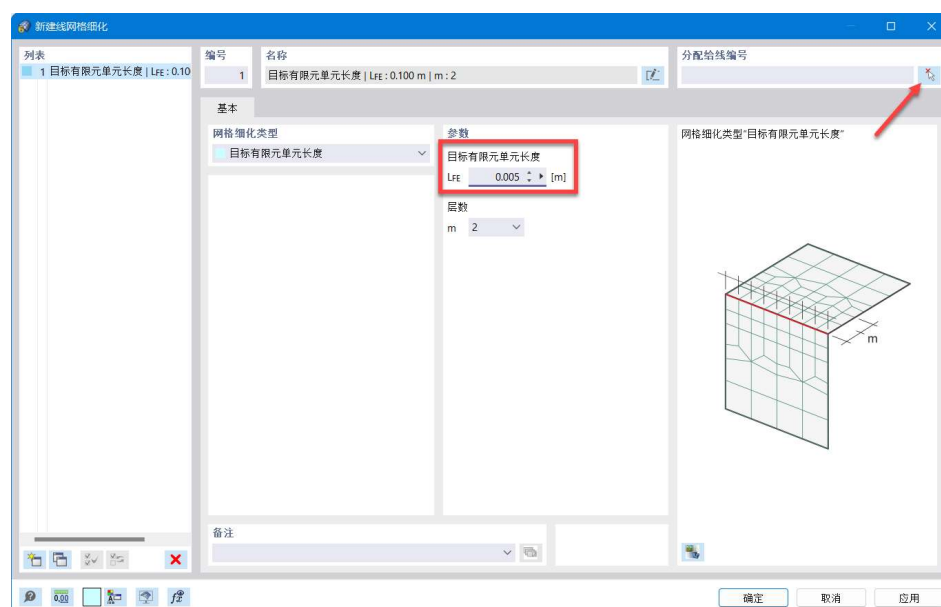 新建线网格细化
列表
1 目标有限元单元长度 | LFE : 0.10
编号
1
名称
目标有限元单元长度 | LFE : 0.100 m | m : 2
分配给线编号
基本
网格细化类型
目标有限元单元长度
参数
目标有限元单元长度
LFE 0.005 [m]
层数
m 2
网格细化类型"目标有限元单元长度"
m
备注
0,00
确定
取消
应用